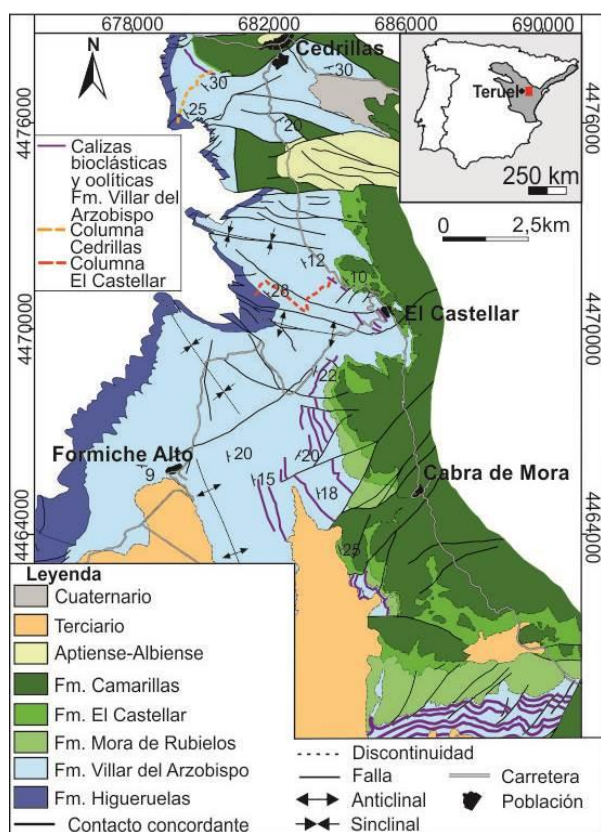 678000 682000 686000 690000
N
Cedrillas
30
30
25
20
4476000
4476000
Teruel
250 km
0 2,5km
Calizas
bioclásticas
y oolíticas
Fm. Villar del
Arzobispo
Columna
Cedrillas
Columna
El Castellar
12
10
28
El Castellar
4470000
4470000
22
Formiche Alto
9
20
20
15
18
Cabra de Mora
4464000
4464000
25
Leyenda
Cuaternario
Terciario
Aptiense-Albiense
Fm. Camarillas
Fm. El Castellar
Fm. Mora de Rubielos
Fm. Villar del Arzobispo
Fm. Higueruelas
Contacto concordante
Discontinuidad
Falla
Anticlinal
Sinclinal
Carretera
Población